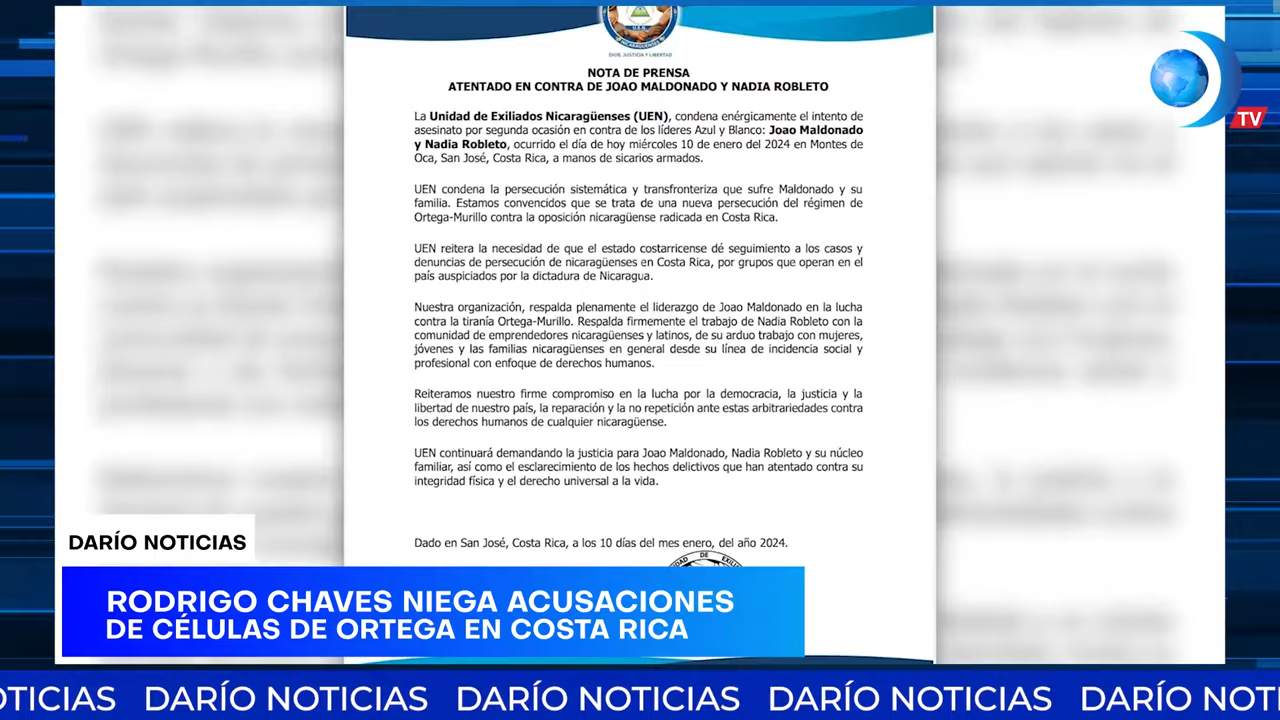 DIOS, JUSTICIA Y LIBERTAD
NOTA DE PRENSA
ATENTADO EN CONTRA DE JOAO MALDONADO Y NADIA ROBLETO
La Unidad de Exiliados Nicaragüenses (UEN), condena enérgicamente el intento de
asesinato por segunda ocasión en contra de los líderes Azul y Blanco: Joao Maldonado
y Nadia Robleto, ocurrido el día de hoy miércoles 10 de enero del 2024 en Montes de
Oca, San José, Costa Rica, a manos de sicarios armados.
UEN condena la persecución sistemática y transfronteriza que sufre Maldonado y su
familia. Estamos convencidos que se trata de una nueva persecución del régimen de
Ortega-Murillo contra la oposición nicaragüense radicada en Costa Rica.
UEN reitera la necesidad de que el estado costarricense dé seguimiento a los casos y
denuncias de persecución de nicaragüenses en Costa Rica, por grupos que operan en el
país auspiciados por la dictadura de Nicaragua.
Nuestra organización, respalda plenamente el liderazgo de Joao Maldonado en la lucha
contra la tiranía Ortega-Murillo. Respalda firmemente el trabajo de Nadia Robleto con la
comunidad de emprendedores nicaragüenses y latinos, de su arduo trabajo con mujeres,
jóvenes y las familias nicaragüenses en general desde su línea de incidencia social y
profesional con enfoque de derechos humanos.
Reiteramos nuestro firme compromiso en la lucha por la democracia, la justicia y la
libertad de nuestro país, la reparación y la no repetición ante estas arbitrariedades contra
los derechos humanos de cualquier nicaragüense.
UEN continuará demandando la justicia para Joao Maldonado, Nadia Robleto y su núcleo
familiar, así como el esclarecimiento de los hechos delictivos que han atentado contra su
integridad física y el derecho universal a la vida.
Dado en San José, Costa Rica, a los 10 días del mes enero, del año 2024.
TV
DARÍO NOTICIAS
RODRIGO CHAVES NIEGA ACUSACIONES
DE CÉLULAS DE ORTEGA EN COSTA RICA
OTICIAS DARÍO NOTICIAS DARÍO NOTICIAS DARÍO NOTICIAS DARÍO NOTI